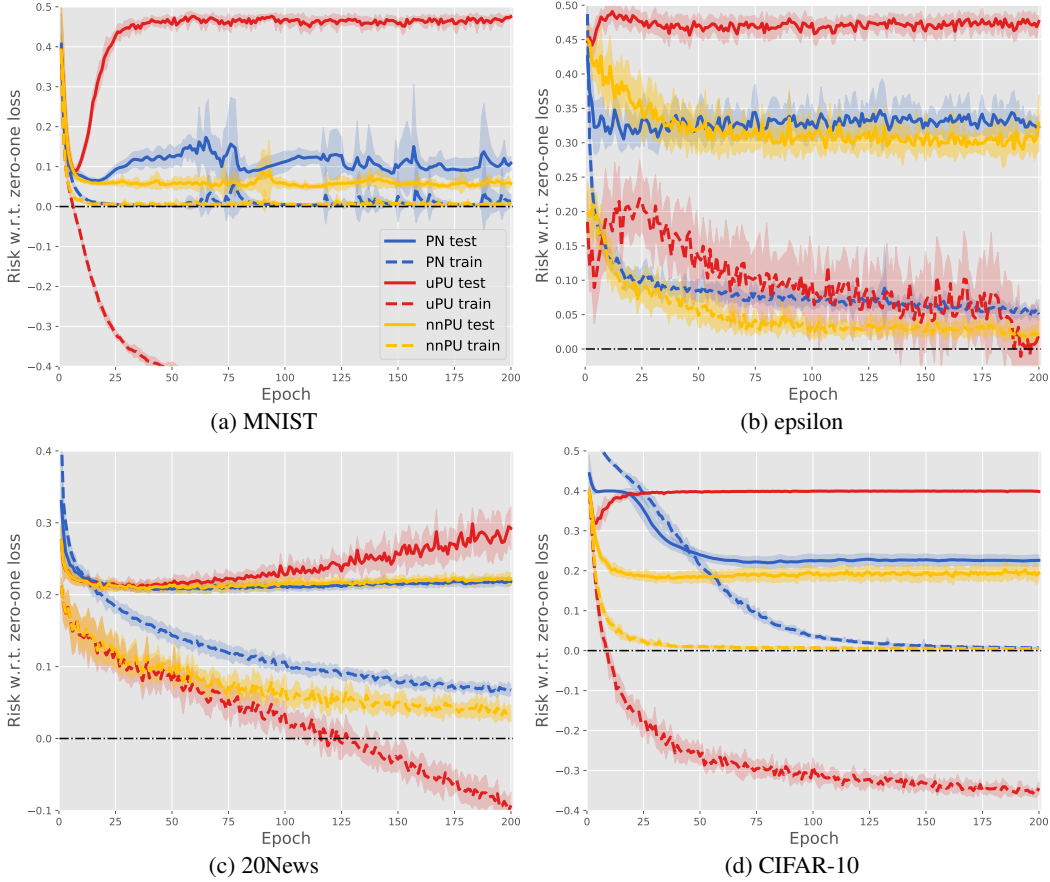 0.5
0.4
0.3
0.2
0.1
0.0
−0.1
−0.2
−0.3
−0.4
Risk w.r.t. zero-one loss
PN test
PN train
uPU test
uPU train
nnPU test
nnPU train
0 25 50 75 100 125 150 175 200
Epoch
(a) MNIST
0.50
0.45
0.40
0.35
0.30
0.25
0.20
0.15
0.10
0.05
0.00
Risk w.r.t. zero-one loss
0 25 50 75 100 125 150 175 200
Epoch
(b) epsilon
0.4
0.3
0.2
0.1
0.0
−0.1
Risk w.r.t. zero-one loss
0 25 50 75 100 125 150 175 200
Epoch
(c) 20News
0.5
0.4
0.3
0.2
0.1
0.0
−0.1
−0.2
−0.3
−0.4
Risk w.r.t. zero-one loss
0 25 50 75 100 125 150 175 200
Epoch
(d) CIFAR-10